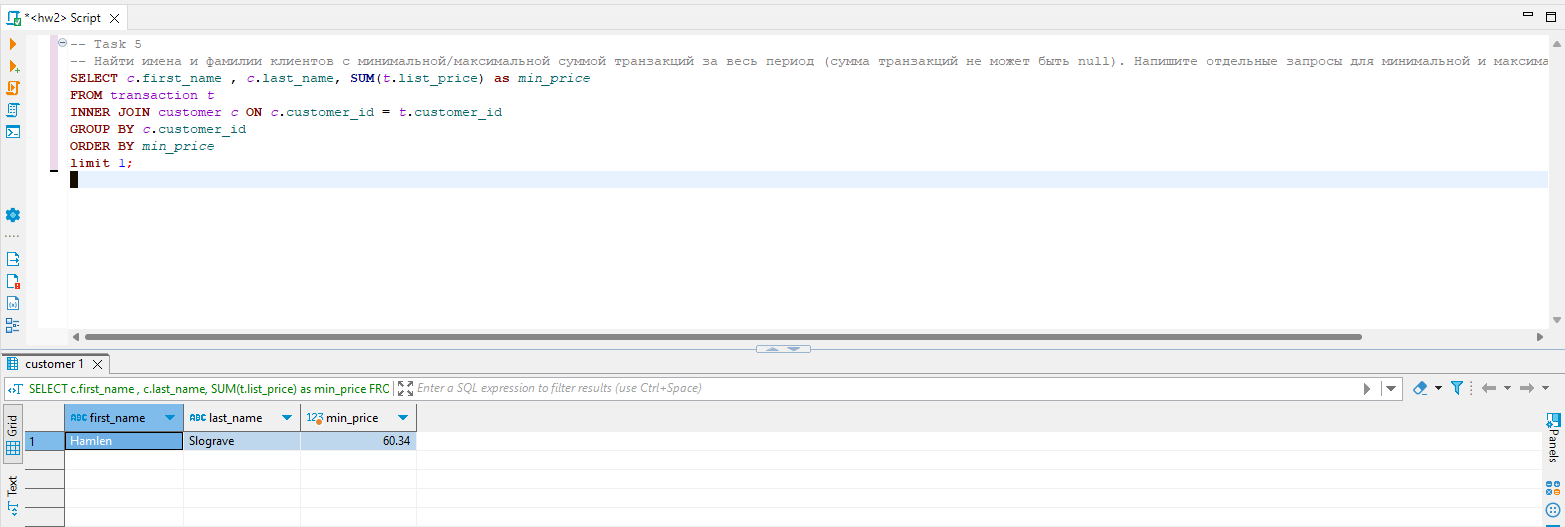 *<hw2> Script
-- Task 5
-- Найти имена и фамилии клиентов с минимальной/максимальной суммой транзакций за весь период (сумма транзакций не может быть null). Напишите отдельные запросы для минимальной и максима
SELECT c.first_name , c.last_name, SUM(t.list_price) as min_price
FROM transaction t
INNER JOIN customer c ON c.customer_id = t.customer_id
GROUP BY c.customer_id
ORDER BY min_price
limit 1;
customer 1
SELECT c.first_name , c.last_name, SUM(t.list_price) as min_price FRO
Enter a SQL expression to filter results (use Ctrl+Space)
Grid
Text
ABC first_name
ABC last_name
123 min_price
1
Hamlen
Slograve
60.34
Panels